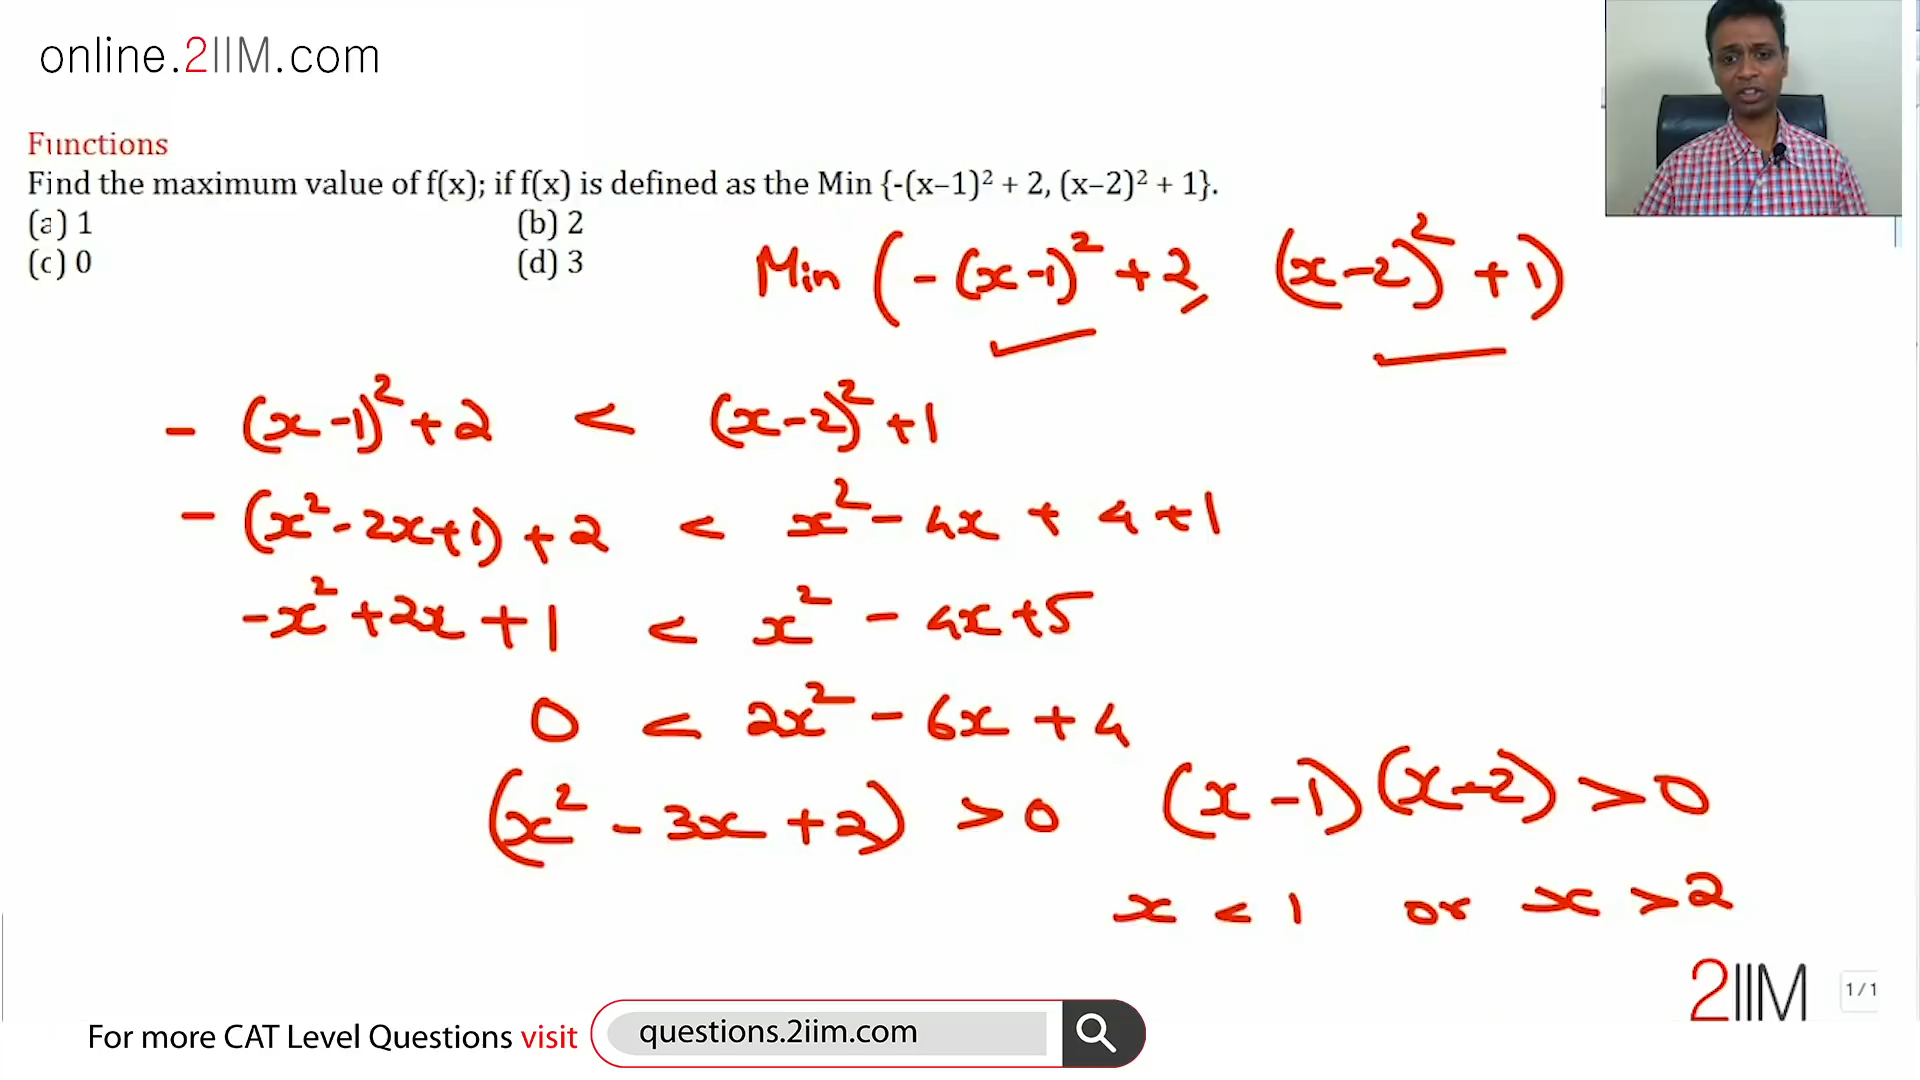 online.2IIM.com
Functions
Find the maximum value of f(x); if f(x) is defined as the Min {-(x–1)² + 2, (x–2)² + 1}.
(a) 1 (b) 2
(c) 0 (d) 3
Min (-(x-1)² + 2, (x-2)² + 1)
- (x-1)² + 2 < (x-2)² + 1
- (x² - 2x + 1) + 2 < x² - 4x + 4 + 1
-x² + 2x + 1 < x² - 4x + 5
0 < 2x² - 6x + 4
(x² - 3x + 2) > 0 (x-1)(x-2) > 0
x < 1 or x > 2
2IIM 1/1
For more CAT Level Questions visit questions.2iim.com